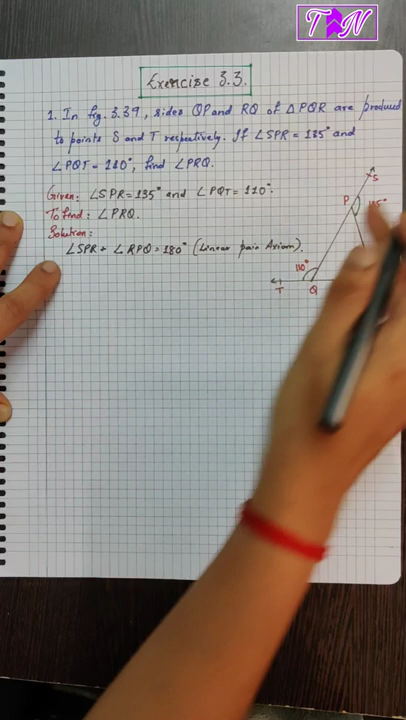 TN
Exercise 3.3.
1. In fig. 3.39, sides QP and RQ of △PQR are produced
to points S and T respectively. If ∠SPR = 135° and
∠PQT = 110°, find ∠PRQ.
Given: ∠SPR = 135° and ∠PQT = 110°.
To find: ∠PRQ.
Solution:
∠SPR + ∠RPQ = 180° (Linear pair Axiom).
S
P
110°
T Q